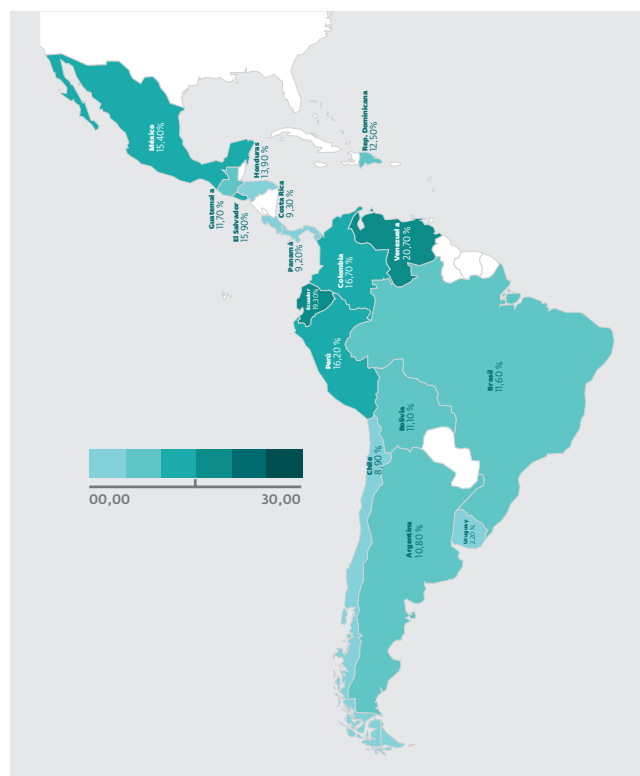 México
15,40%
Honduras
13,90 %
Rep. Dominicana
12,50%
Guatemala
11,70 %
El Salvador
15,90%
Costa Rica
9,30 %
Panamá
9,20%
Colombia
16,70 %
Venezuela
20,70 %
Ecuador
19,30%
Perú
16,20 %
Brasil
11,60 %
Bolivia
11,10 %
Chile
8,90 %
Argentina
10,80 %
Uruguay
2,20 %
00,00
30,00